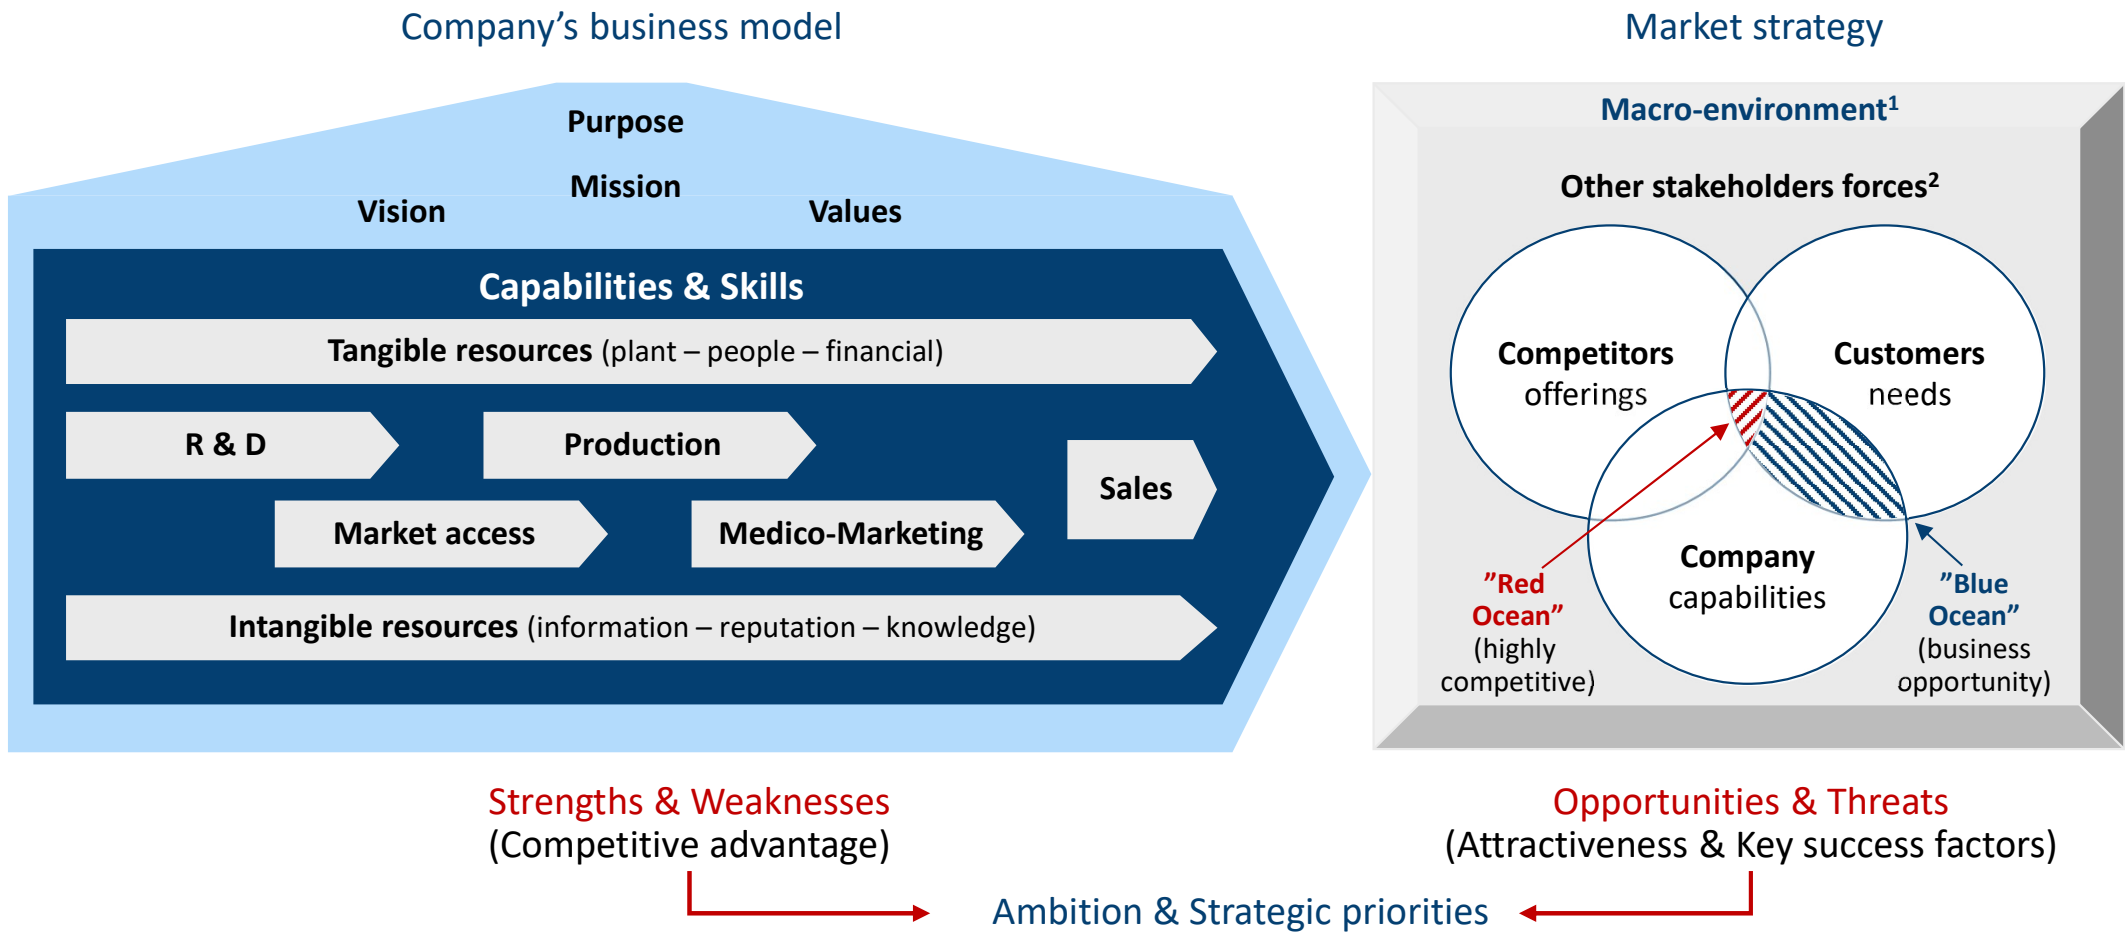 Company’s business model
Purpose
Mission
Vision
Values
Capabilities & Skills
Tangible resources (plant – people – financial)
R & D
Production
Sales
Market access
Medico-Marketing
Intangible resources (information – reputation – knowledge)
Strengths & Weaknesses
(Competitive advantage)
Market strategy
Macro-environment¹
Other stakeholders forces²
Competitors
offerings
Customers
needs
Company
capabilities
”Red
Ocean”
(highly
competitive)
”Blue
Ocean”
(business
opportunity)
Opportunities & Threats
(Attractiveness & Key success factors)
Ambition & Strategic priorities